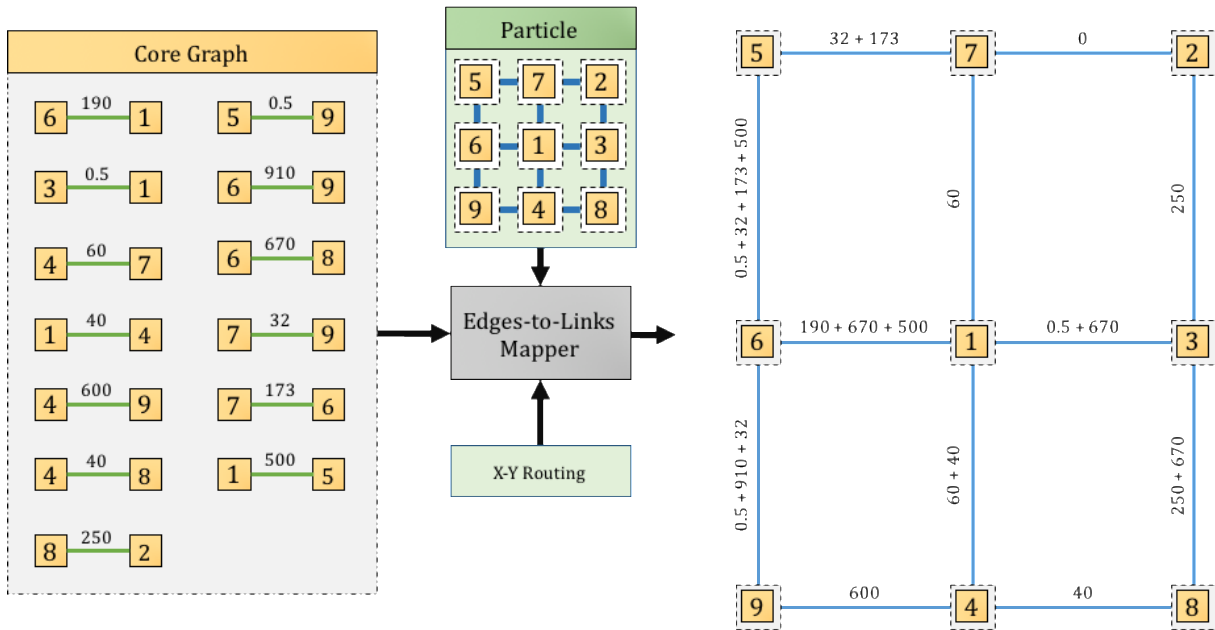 Core Graph
6 190 1
5 0.5 9
3 0.5 1
6 910 9
4 60 7
6 670 8
1 40 4
7 32 9
4 600 9
7 173 6
4 40 8
1 500 5
8 250 2
Particle
5 7 2
6 1 3
9 4 8
Edges-to-Links
Mapper
X-Y Routing
5 32 + 173 7 0 2
0.5 + 32 + 173 + 500
60
250
6 190 + 670 + 500 1 0.5 + 670 3
0.5 + 910 + 32
60 + 40
250 + 670
9 600 4 40 8